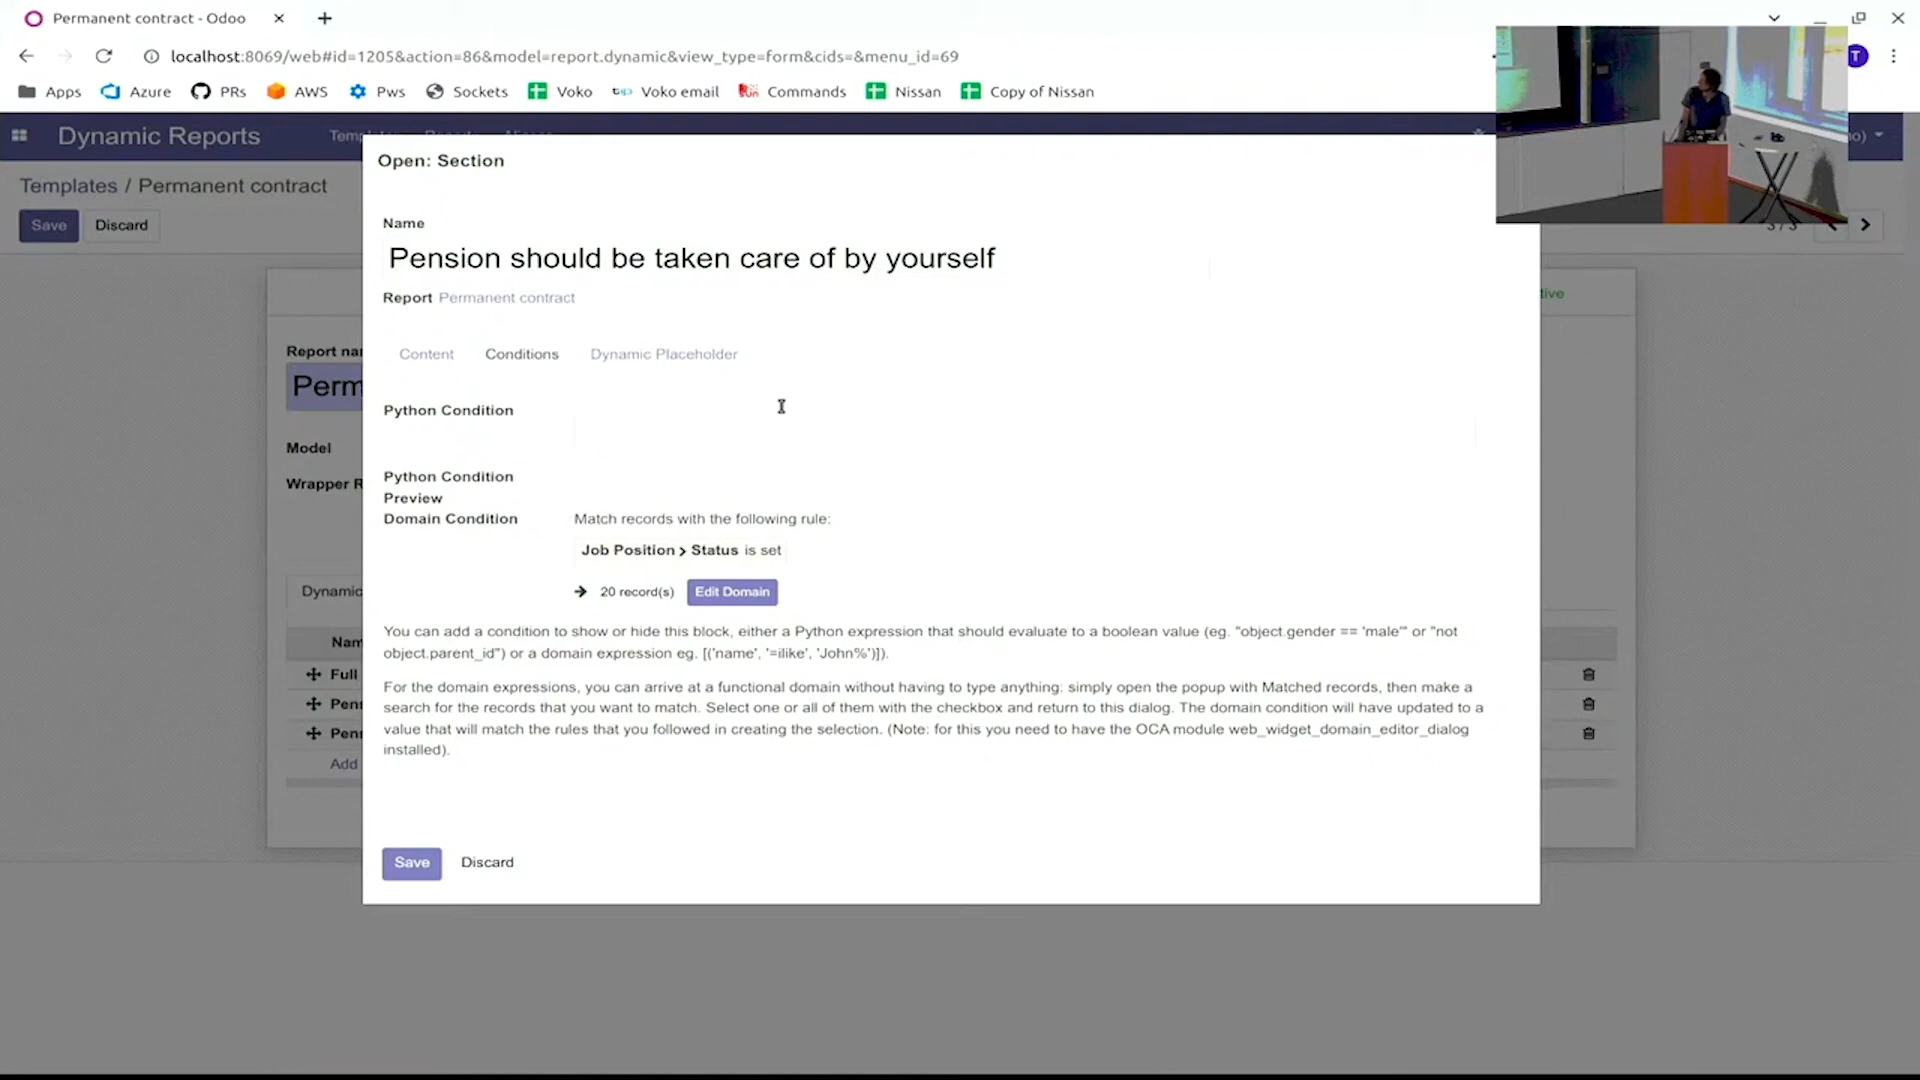 Permanent contract - Odoo
localhost:8069/web#id=1205&action=86&model=report.dynamic&view_type=form&cids=&menu_id=69
T
Apps Azure PRs AWS Pws Sockets Voko Voko email Commands Nissan Copy of Nissan
Dynamic Reports
Open: Section
Templates / Permanent contract
Save Discard
Name
Pension should be taken care of by yourself
Report Permanent contract
Content Conditions Dynamic Placeholder
Perm
Python Condition
Model
Python Condition
Preview
Domain Condition Match records with the following rule:
Job Position > Status is set
20 record(s) Edit Domain
Dynamic
You can add a condition to show or hide this block, either a Python expression that should evaluate to a boolean value (eg. "object.gender == 'male'" or "not
object.parent_id") or a domain expression eg. [('name', '=ilike', 'John%')]).
For the domain expressions, you can arrive at a functional domain without having to type anything: simply open the popup with Matched records, then make a
search for the records that you want to match. Select one or all of them with the checkbox and return to this dialog. The domain condition will have updated to a
value that will match the rules that you followed in creating the selection. (Note: for this you need to have the OCA module web_widget_domain_editor_dialog
installed).
Full
Add
Save Discard